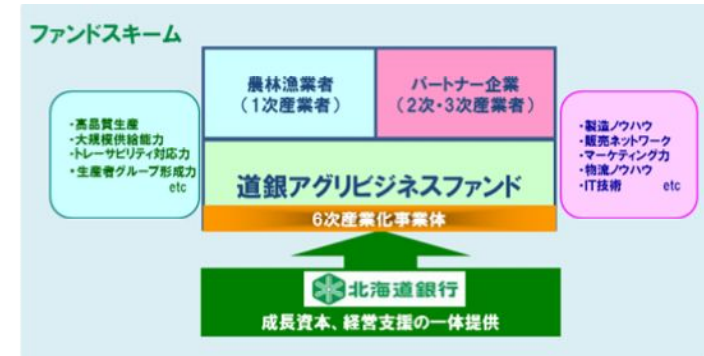 ファンドスキーム
農林漁業者
（1次産業者）
パートナー企業
（2次・3次産業者）
・高品質生産
・大規模供給能力
・トレーサビリティ対応力
・生産者グループ形成力
etc
・製造ノウハウ
・販売ネットワーク
・マーケティング力
・物流ノウハウ
・IT技術 etc
道銀アグリビジネスファンド
6次産業化事業体
北海道銀行
成長資本、経営支援の一体提供